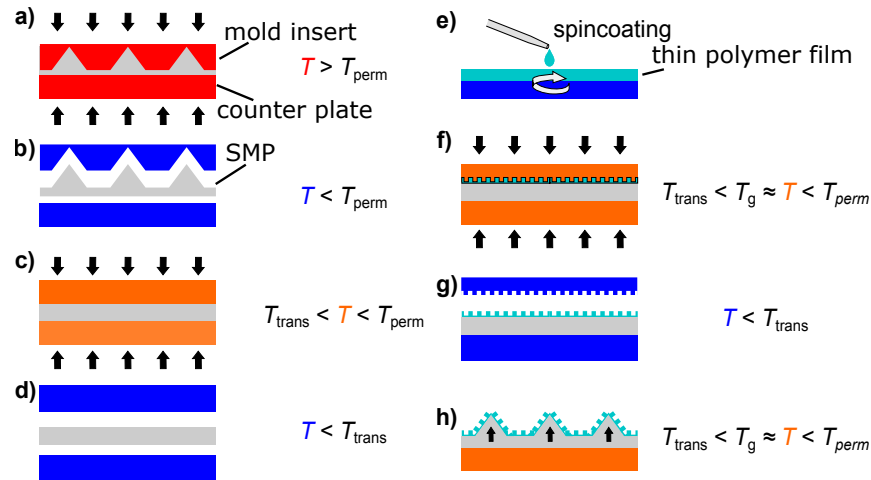 a)
mold insert
T > Tperm
counter plate
b)
SMP
T < Tperm
c)
Ttrans < T < Tperm
d)
T < Ttrans
e)
spincoating
thin polymer film
f)
Ttrans < Tg ≈ T < Tperm
g)
T < Ttrans
h)
Ttrans < Tg ≈ T < Tperm